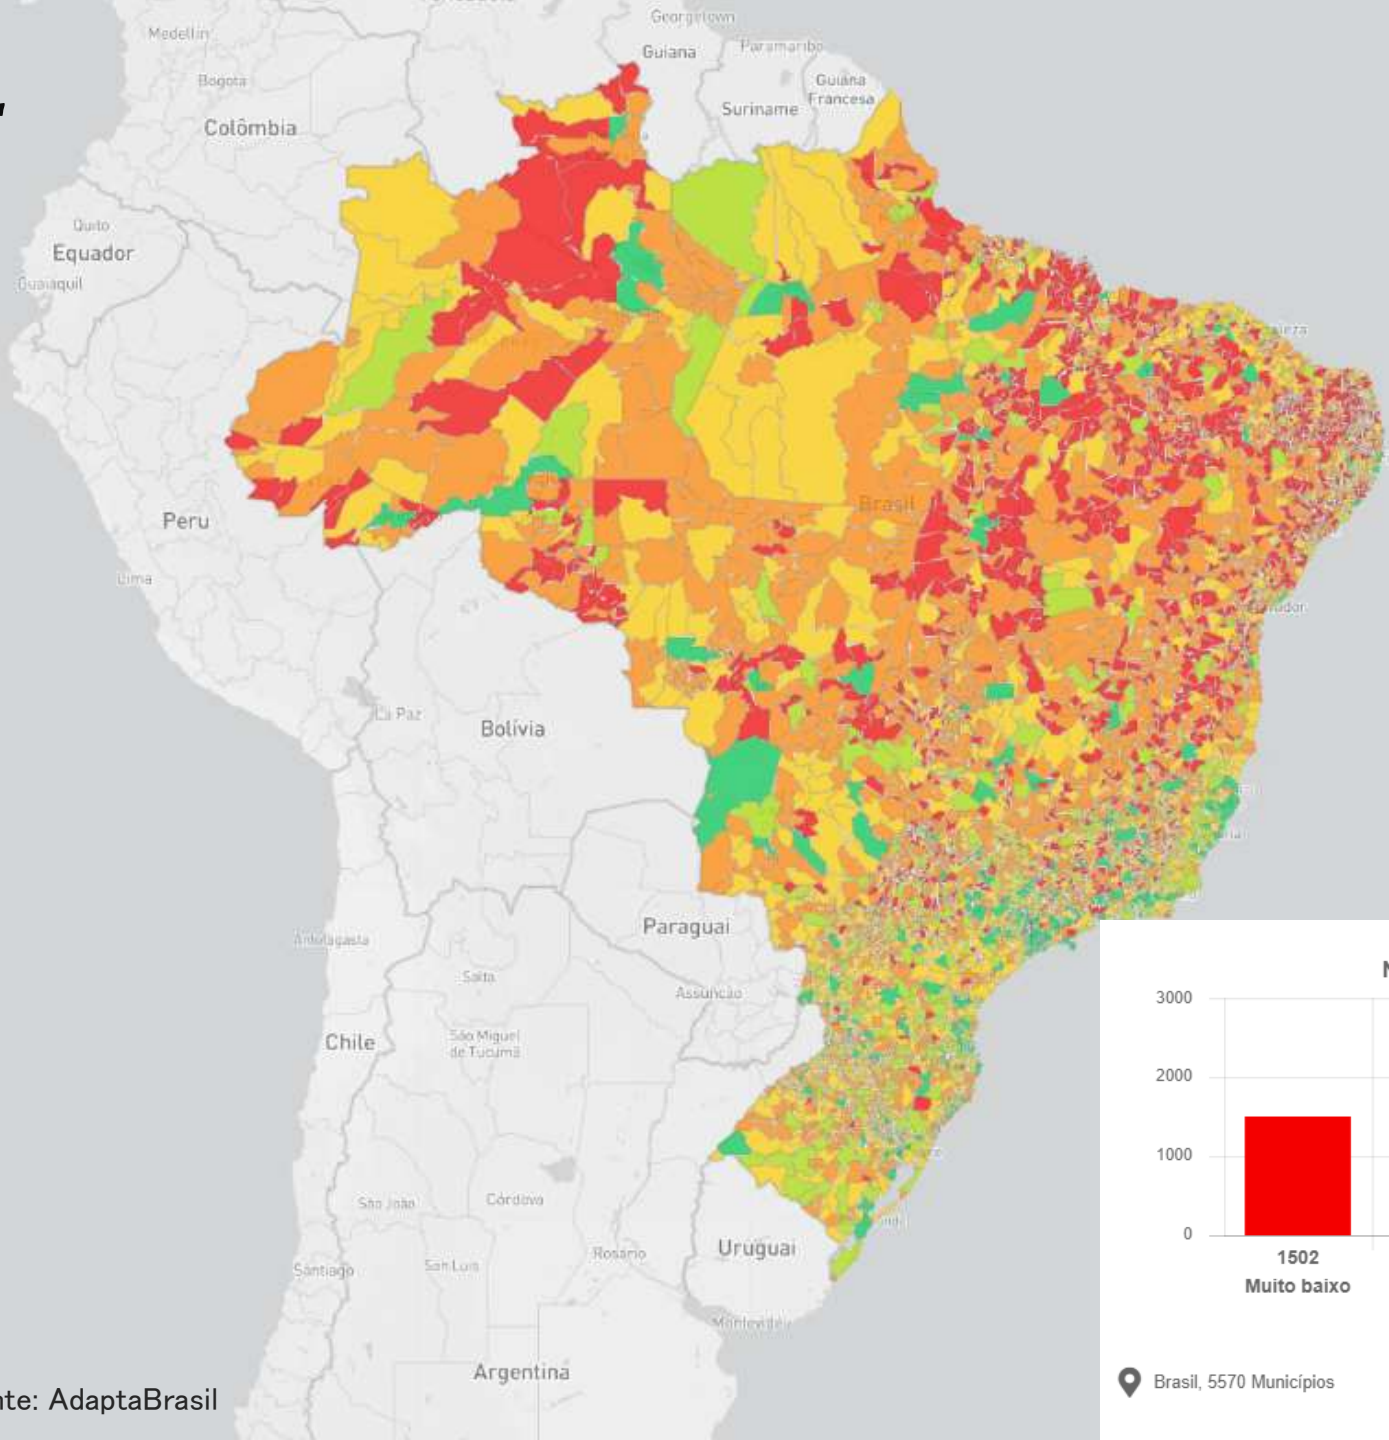 Georgetown
Medellín
Guiana
Paramaribo
Bogota
Guiana
Francesa
Suriname
Colômbia
Quito
Equador
Guaiaquil
Brasil
Peru
Lima
La Paz
Bolívia
Paraguai
Antofagasta
Salta
Assunção
Chile
São Miguel
de Tucumã
São João
Córdova
Rosário
Uruguai
San Luis
Santiago
Montevidéu
Argentina
nte: AdaptaBrasil
3000
2000
1000
0
1502
Muito baixo
Brasil, 5570 Municípios